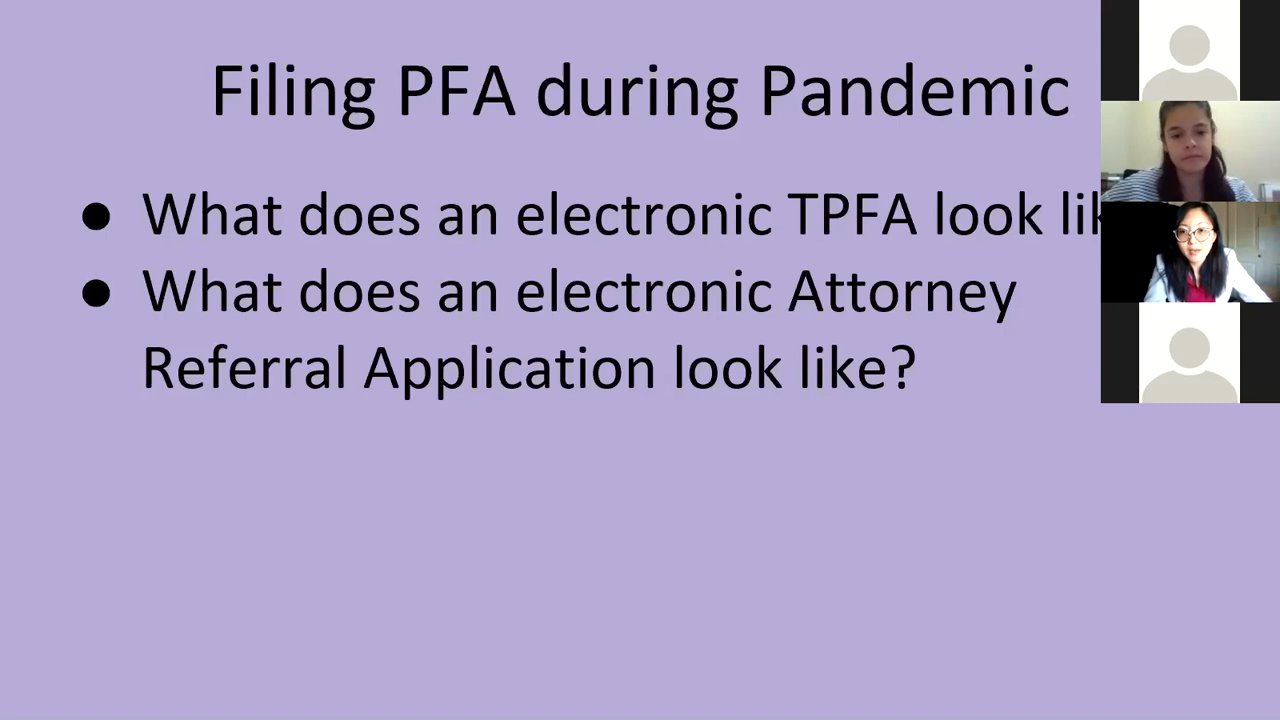 Filing PFA during Pandemic
● What does an electronic TPFA look
● What does an electronic Attorney
Referral Application look like?